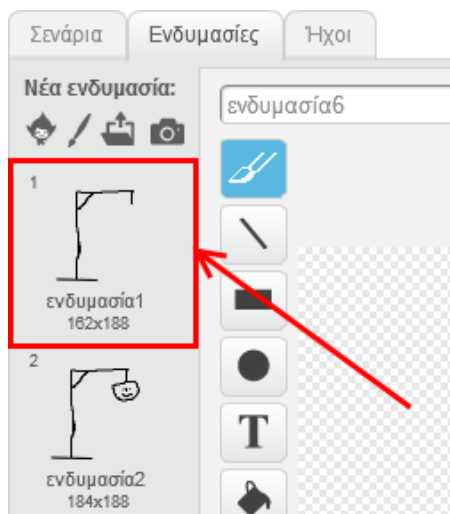 Σενάρια Ενδυμασίες Ήχοι
Νέα ενδυμασία:
ενδυμασία6
1
ενδυμασία1
162x188
2
ενδυμασία2
184x188
T